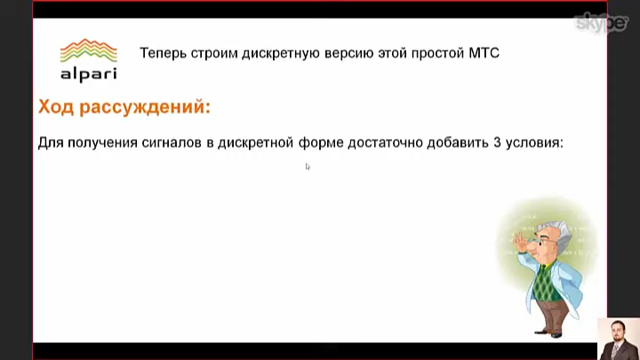 skype
Теперь строим дискретную версию этой простой МТС
alpari
Ход рассуждений:
Для получения сигналов в дискретной форме достаточно добавить 3 условия: